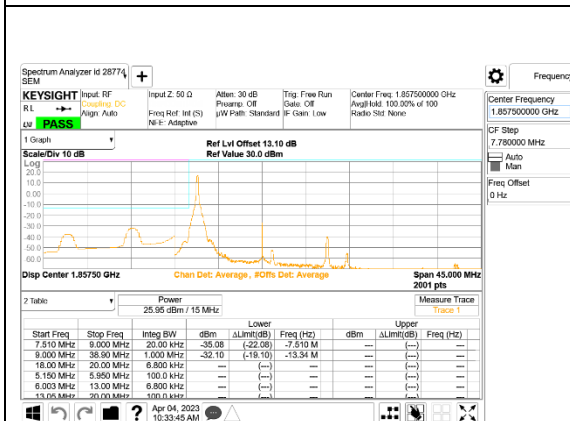 Spectrum Analyzer Id 28774
SEM
+
Frequency
KEYSIGHT Input: RF Input Z: 50 Ω Atten: 30 dB Trig: Free Run Center Freq: 1.857500000 GHz
RL Coupling: DC Preamp: Off Gate: Off Avg|Hold: 100.00% of 100
Align: Auto Freq Ref: Int (S) µW Path: Standard IF Gain: Low Radio Std: None
NFE: Adaptive
PASS
Center Frequency
1.857500000 GHz
CF Step
7.780000 MHz
Auto
Man
Freq Offset
0 Hz
1 Graph
Ref Lvl Offset 13.10 dB
Scale/Div 10 dB Ref Value 30.0 dBm
Log
20.0
10.0
0.00
-10.0
-20.0
-30.0
-40.0
-50.0
60.0
Disp Center 1.85750 GHz Chan Det: Average , #Offs Det: Average Span 45.000 MHz
2001 pts
2 Table Power Measure Trace
25.95 dBm / 15 MHz Trace 1
Lower Upper
Start Freq Stop Freq Integ BW dBm ΔLimit(dB) Freq (Hz) dBm ΔLimit(dB) Freq (Hz)
7.510 MHz 9.000 MHz 20.00 kHz -35.08 (-22.08) -7.510 M --- (---) ---
9.000 MHz 38.90 MHz 1.000 MHz -32.10 (-19.10) -13.34 M --- (---) ---
18.00 MHz 20.00 MHz 6.800 kHz --- (---) --- --- (---) ---
5.150 MHz 5.950 MHz 100.0 kHz --- (---) --- --- (---) ---
6.003 MHz 13.00 MHz 6.800 kHz --- (---) --- --- (---) ---
13.05 MHz 20.00 MHz 100.0 kHz --- (---) --- --- (---) ---
? Apr 04, 2023
10:33:45 AM